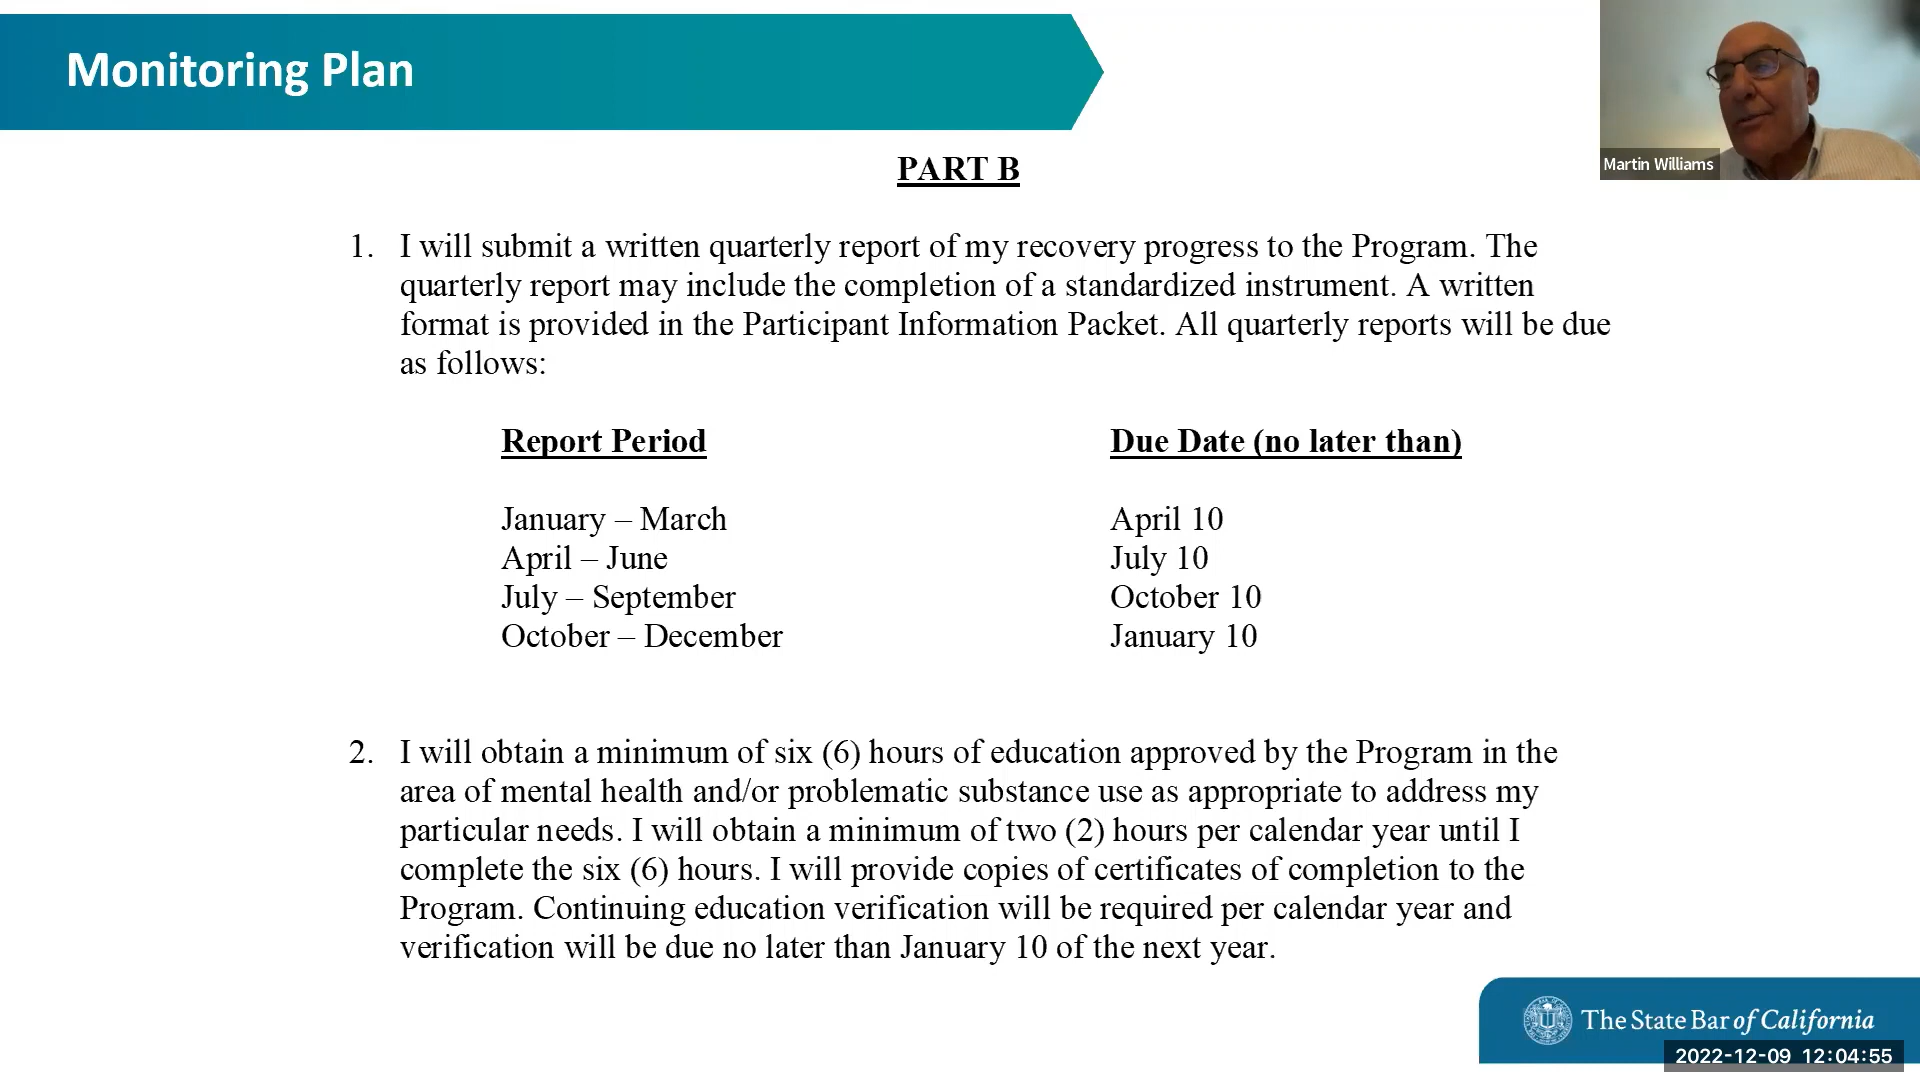 Monitoring Plan
Martin Williams
PART B
1. I will submit a written quarterly report of my recovery progress to the Program. The
quarterly report may include the completion of a standardized instrument. A written
format is provided in the Participant Information Packet. All quarterly reports will be due
as follows:
Report Period Due Date (no later than)
January – March April 10
April – June July 10
July – September October 10
October – December January 10
2. I will obtain a minimum of six (6) hours of education approved by the Program in the
area of mental health and/or problematic substance use as appropriate to address my
particular needs. I will obtain a minimum of two (2) hours per calendar year until I
complete the six (6) hours. I will provide copies of certificates of completion to the
Program. Continuing education verification will be required per calendar year and
verification will be due no later than January 10 of the next year.
The State Bar of California
2022-12-09 12:04:55